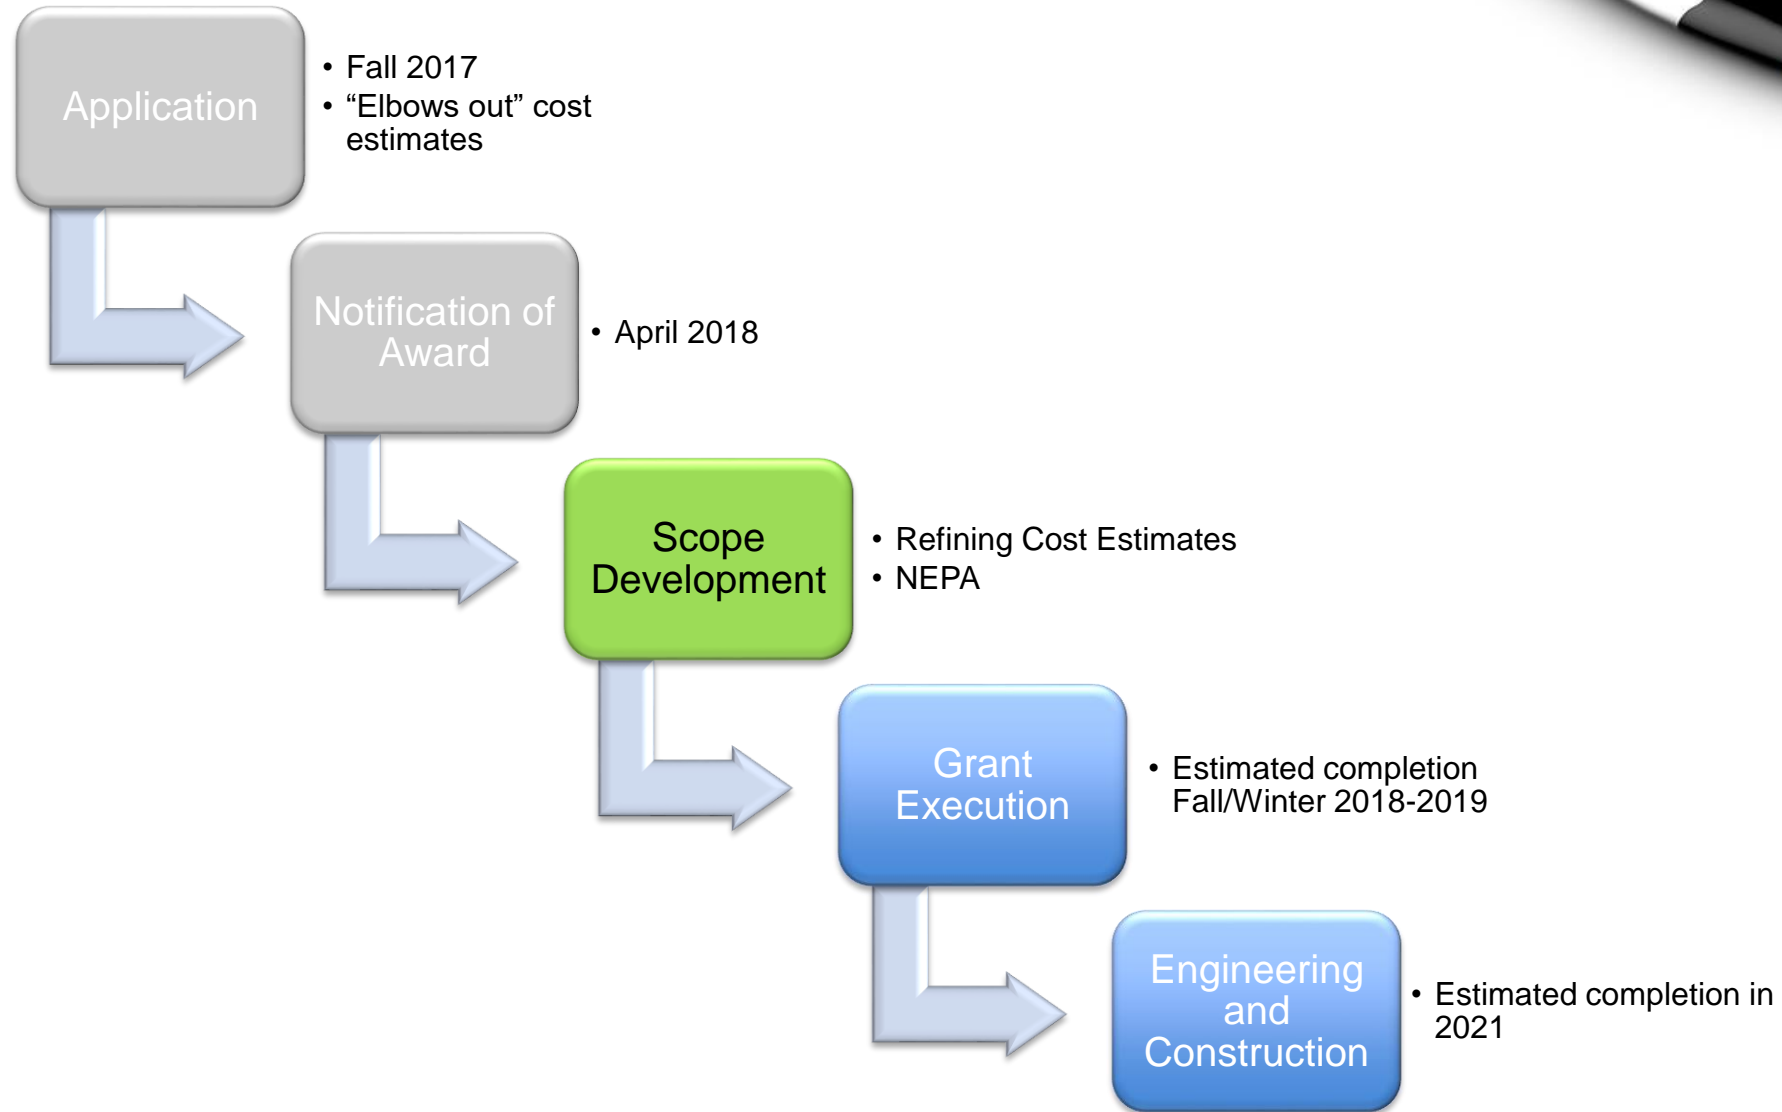 Application
• Fall 2017
• “Elbows out” cost
estimates
Notification of
Award
• April 2018
Scope
Development
• Refining Cost Estimates
• NEPA
Grant
Execution
• Estimated completion
Fall/Winter 2018-2019
Engineering
and
Construction
• Estimated completion in
2021